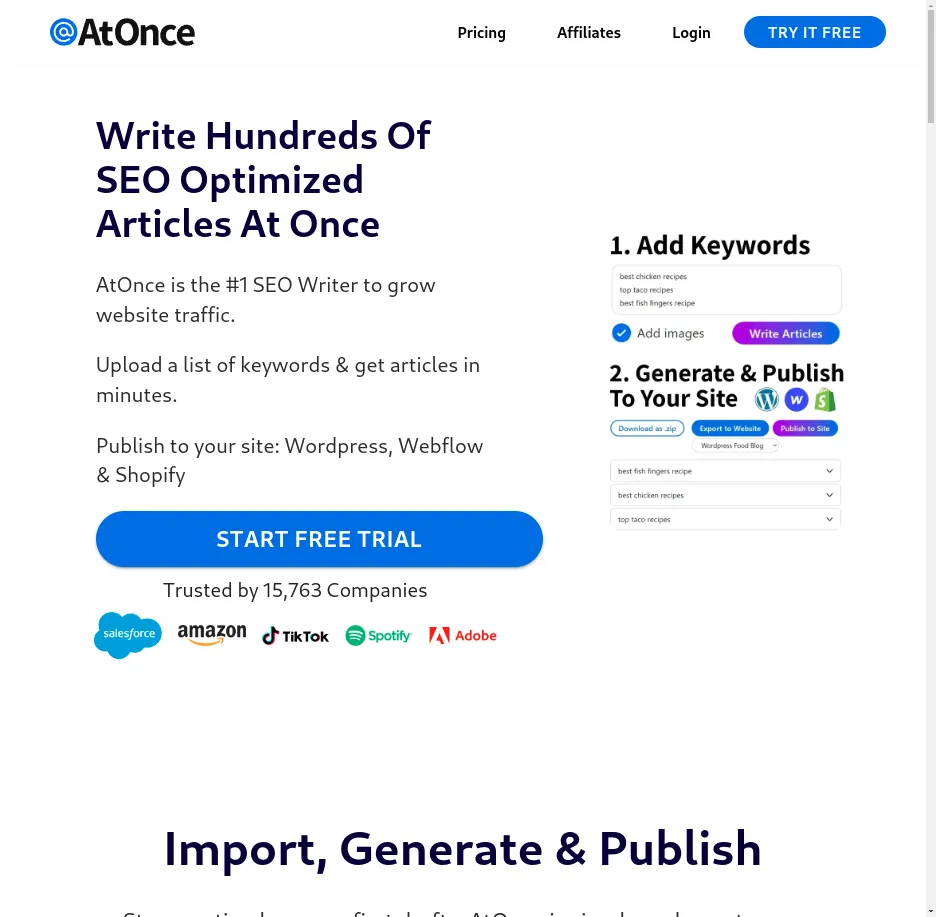 @AtOnce
Pricing
Affiliates
Login
TRY IT FREE
Write Hundreds Of
SEO Optimized
Articles At Once
AtOnce is the #1 SEO Writer to grow
website traffic.
Upload a list of keywords & get articles in
minutes.
Publish to your site: Wordpress, Webflow
& Shopify
START FREE TRIAL
Trusted by 15,763 Companies
salesforce
amazon
TikTok
Spotify
Adobe
1. Add Keywords
best chicken recipes
top taco recipes
best fish fingers recipe
Add images
Write Articles
2. Generate & Publish
To Your Site
Download as .zip
Export to Website
Publish to Site
Wordpress Food Blog
best fish fingers recipe
best chicken recipes
top taco recipes
Import, Generate & Publish